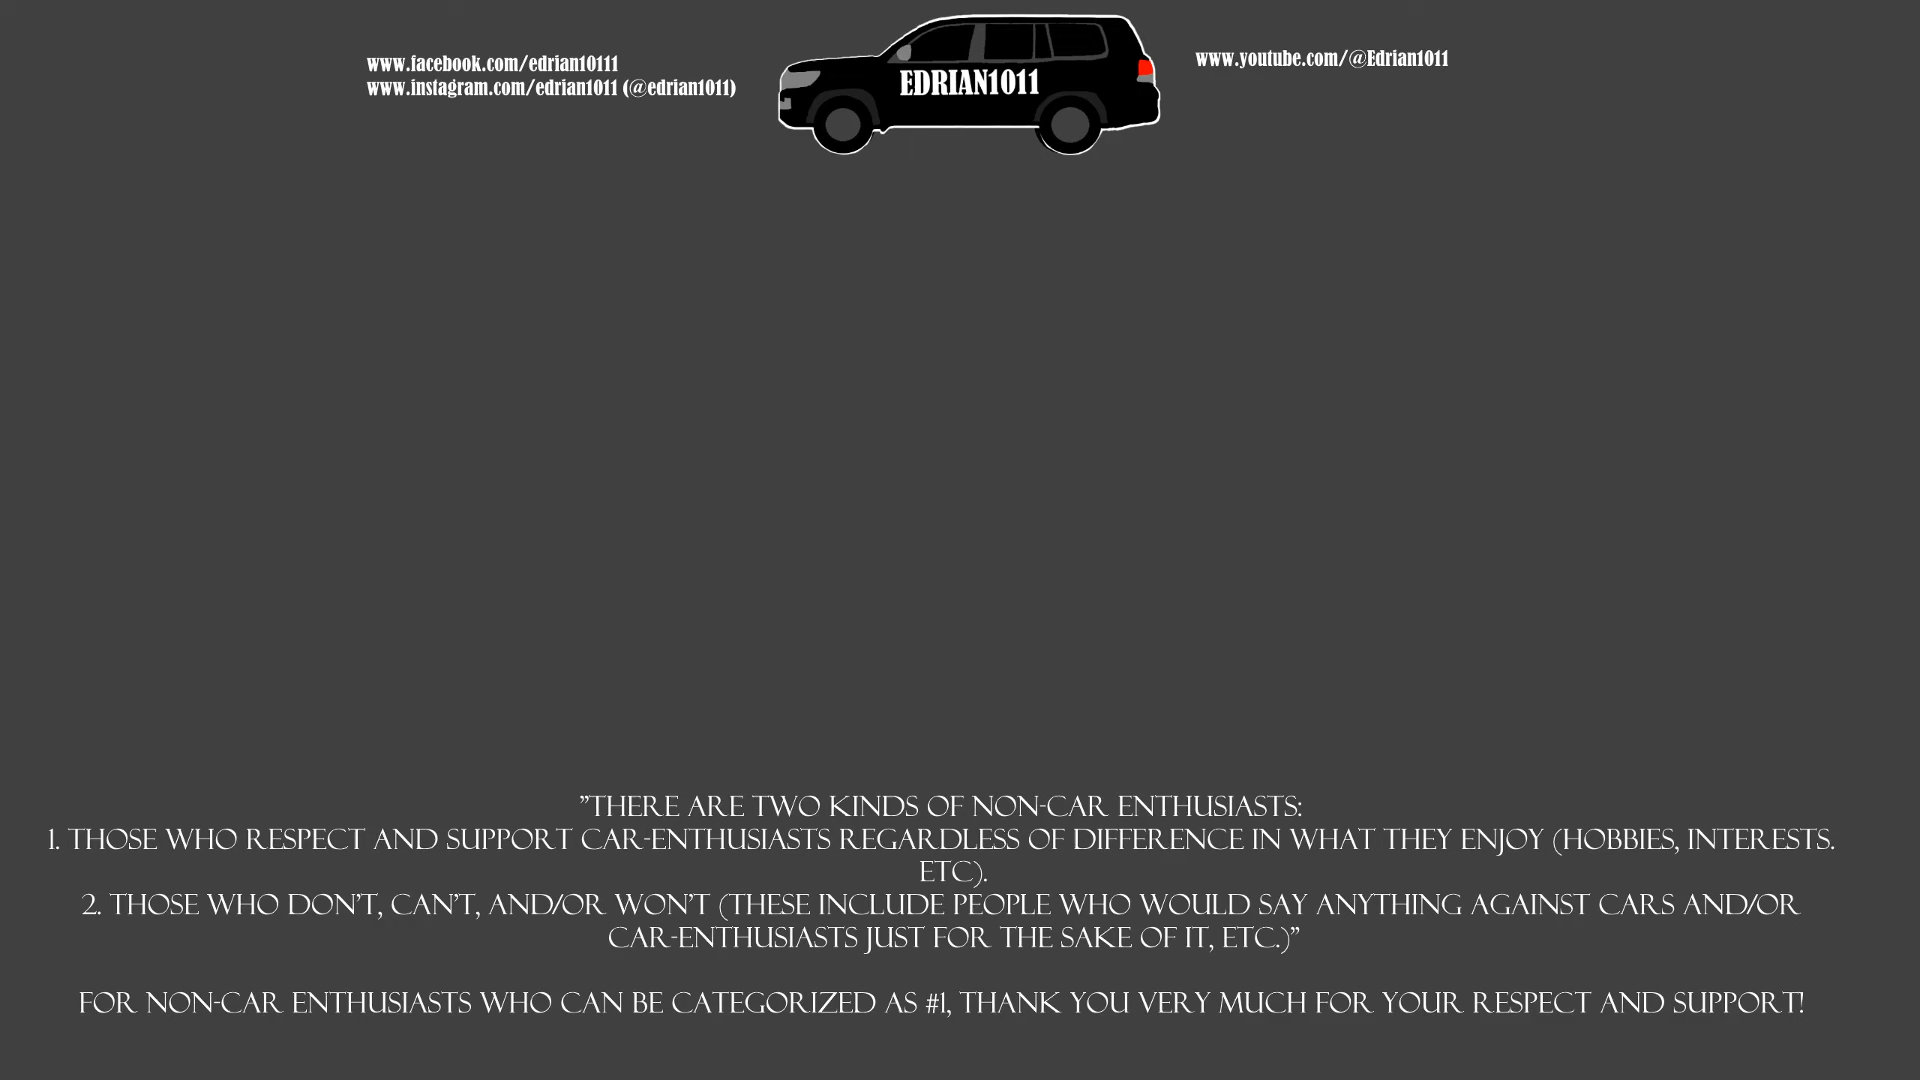 www.facebook.com/edrian10111
www.instagram.com/edrian1011 (@edrian1011)
EDRIAN1011
www.youtube.com/@Edrian1011
"THERE ARE TWO KINDS OF NON-CAR ENTHUSIASTS:
1. THOSE WHO RESPECT AND SUPPORT CAR-ENTHUSIASTS REGARDLESS OF DIFFERENCE IN WHAT THEY ENJOY (HOBBIES, INTERESTS.
ETC).
2. THOSE WHO DON'T, CAN'T, AND/OR WON'T (THESE INCLUDE PEOPLE WHO WOULD SAY ANYTHING AGAINST CARS AND/OR
CAR-ENTHUSIASTS JUST FOR THE SAKE OF IT, ETC.)"
FOR NON-CAR ENTHUSIASTS WHO CAN BE CATEGORIZED AS #1, THANK YOU VERY MUCH FOR YOUR RESPECT AND SUPPORT!